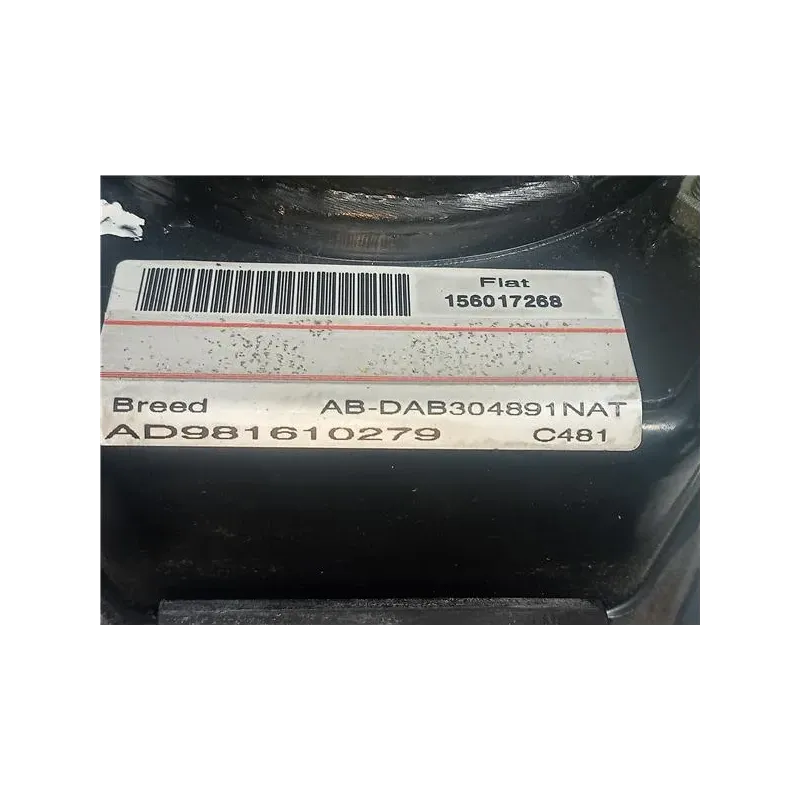 Fiat
156017268
Breed AB-DAB304891NAT
AD981610279 C481